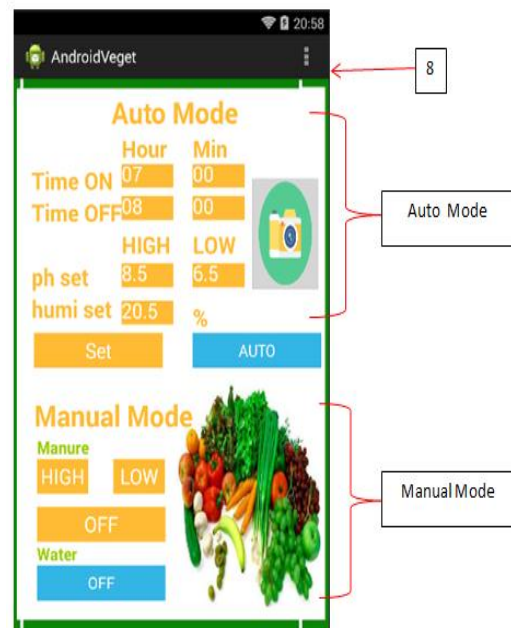 20:58
AndroidVeget
8
Auto Mode
Hour Min
Time ON 07 00
Time OFF 08 00
HIGH LOW
ph set 8.5 6.5
humi set 20.5 %
Set AUTO
Auto Mode
Manual Mode
Manure
HIGH LOW
OFF
Water
OFF
Manual Mode